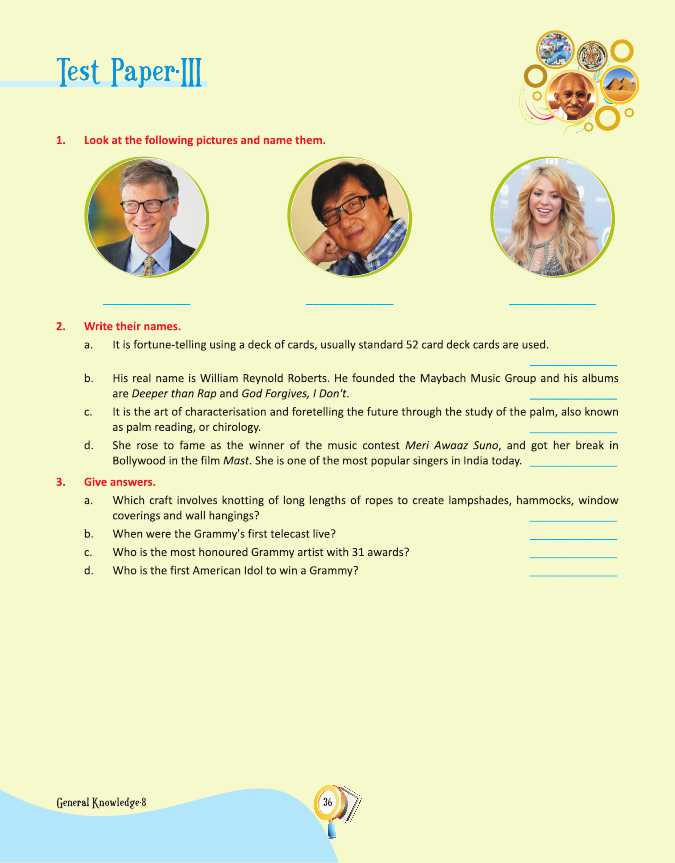 Test Paper-III
1. Look at the following pictures and name them.
2. Write their names.
a. It is fortune-telling using a deck of cards, usually standard 52 card deck cards are used.
b. His real name is William Reynold Roberts. He founded the Maybach Music Group and his albums
are Deeper than Rap and God Forgives, I Don't.
c. It is the art of characterisation and foretelling the future through the study of the palm, also known
as palm reading, or chirology.
d. She rose to fame as the winner of the music contest Meri Awaaz Suno, and got her break in
Bollywood in the film Mast. She is one of the most popular singers in India today.
3. Give answers.
a. Which craft involves knotting of long lengths of ropes to create lampshades, hammocks, window
coverings and wall hangings?
b. When were the Grammy's first telecast live?
c. Who is the most honoured Grammy artist with 31 awards?
d. Who is the first American Idol to win a Grammy?
General Knowledge-8
36